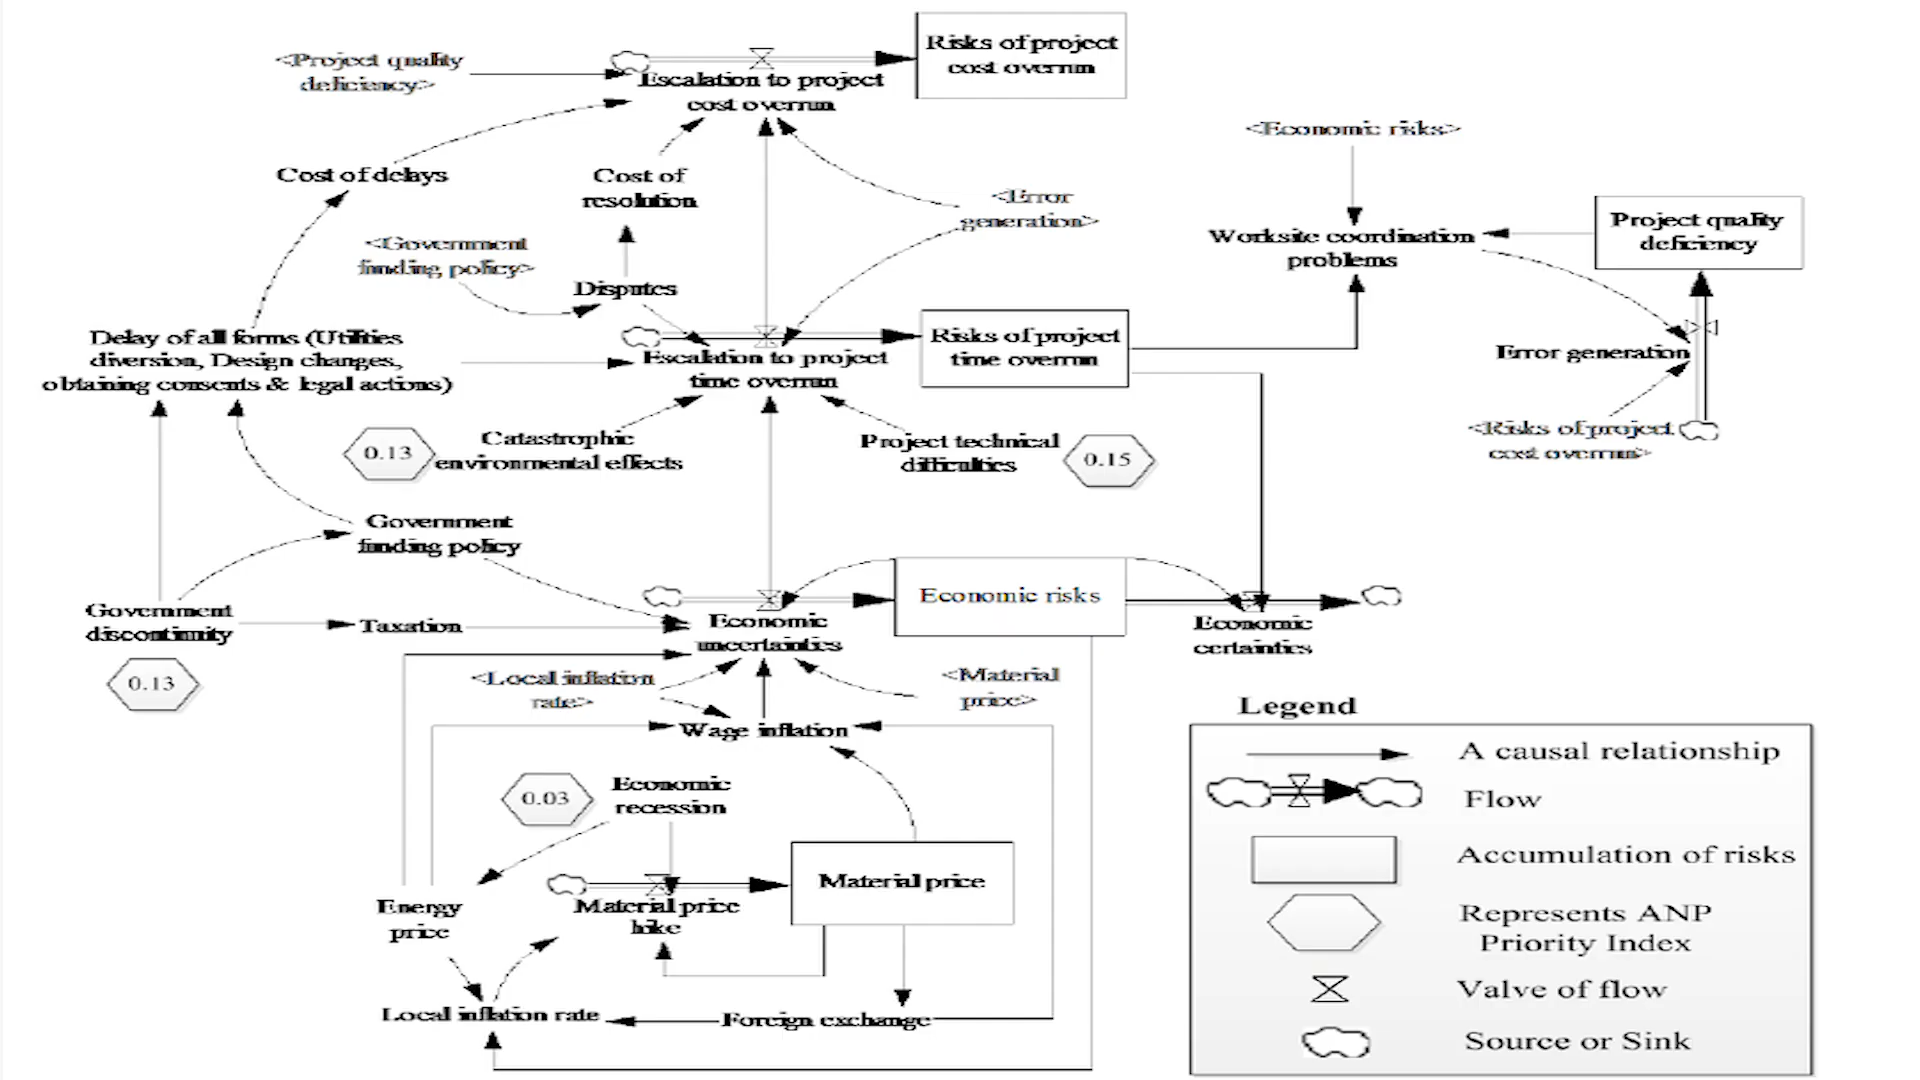 <Project quality
deficiency>
Escalation to project
cost overrun
Risks of project
cost overrun
Cost of delays
Cost of
resolution
<Error
generation>
<Economic risks>
<Government
funding policy>
Disputes
Worksite coordination
problems
Project quality
deficiency
Delay of all forms (Utilities
diversion, Design changes,
obtaining consents & legal actions)
Escalation to project
time overrun
Risks of project
time overrun
Error generation
<Risks of project
cost overrun>
0.13
Catastrophic
environmental effects
Project technical
difficulties
0.15
Government
funding policy
Government
discontinuity
0.13
Taxation
Economic
uncertainties
Economic risks
Economic
certainties
<Local inflation
rate>
<Material
price>
Wage inflation
0.03
Economic
recession
Energy
price
Material price
hike
Material price
Local inflation rate
Foreign exchange
Legend
A causal relationship
Flow
Accumulation of risks
Represents ANP
Priority Index
Valve of flow
Source or Sink